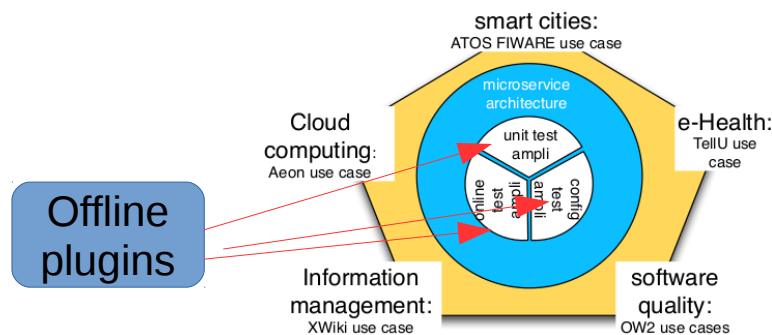 smart cities:
ATOS FIWARE use case
microservice
architecture
Cloud
computing:
Aeon use case
unit test
ampli
e-Health:
TellU use
case
online
test
ampli
config
test
ampli
Offline
plugins
Information
management:
XWiki use case
software
quality:
OW2 use cases